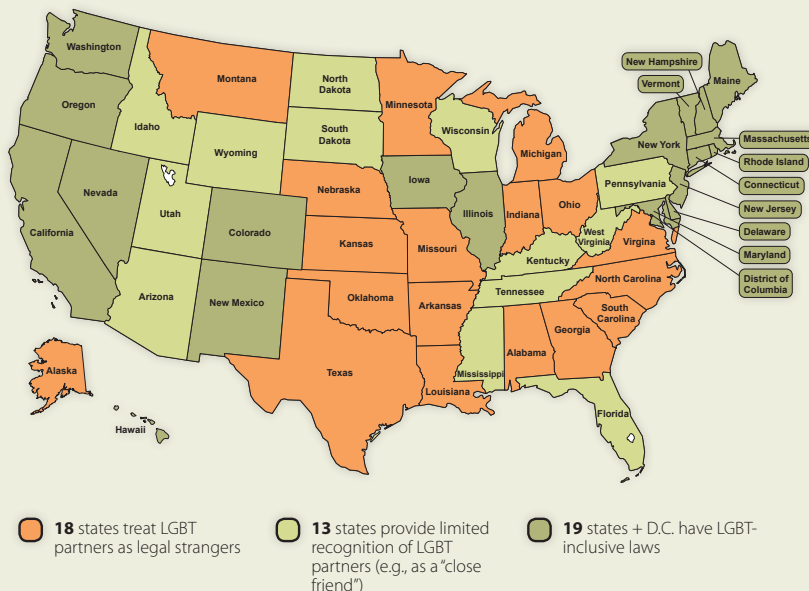 Washington
Montana
North
Dakota
Minnesota
New Hampshire
Vermont
Maine
Oregon
Idaho
South
Dakota
Wisconsin
Massachusetts
Wyoming
Michigan
New York
Rhode Island
Connecticut
Nebraska
Iowa
Pennsylvania
New Jersey
Nevada
Utah
Colorado
Illinois
Indiana
Ohio
Delaware
California
Kansas
Missouri
West
Virginia
Virgina
Maryland
Kentucky
District of
Columbia
Arizona
New Mexico
Oklahoma
Arkansas
Tennessee
North Carolina
South
Carolina
Texas
Louisiana
Mississippi
Alabama
Georgia
Alaska
Florida
Hawaii
18 states treat LGBT
partners as legal strangers
13 states provide limited
recognition of LGBT
partners (e.g., as a “close
friend”)
19 states + D.C. have LGBT-
inclusive laws